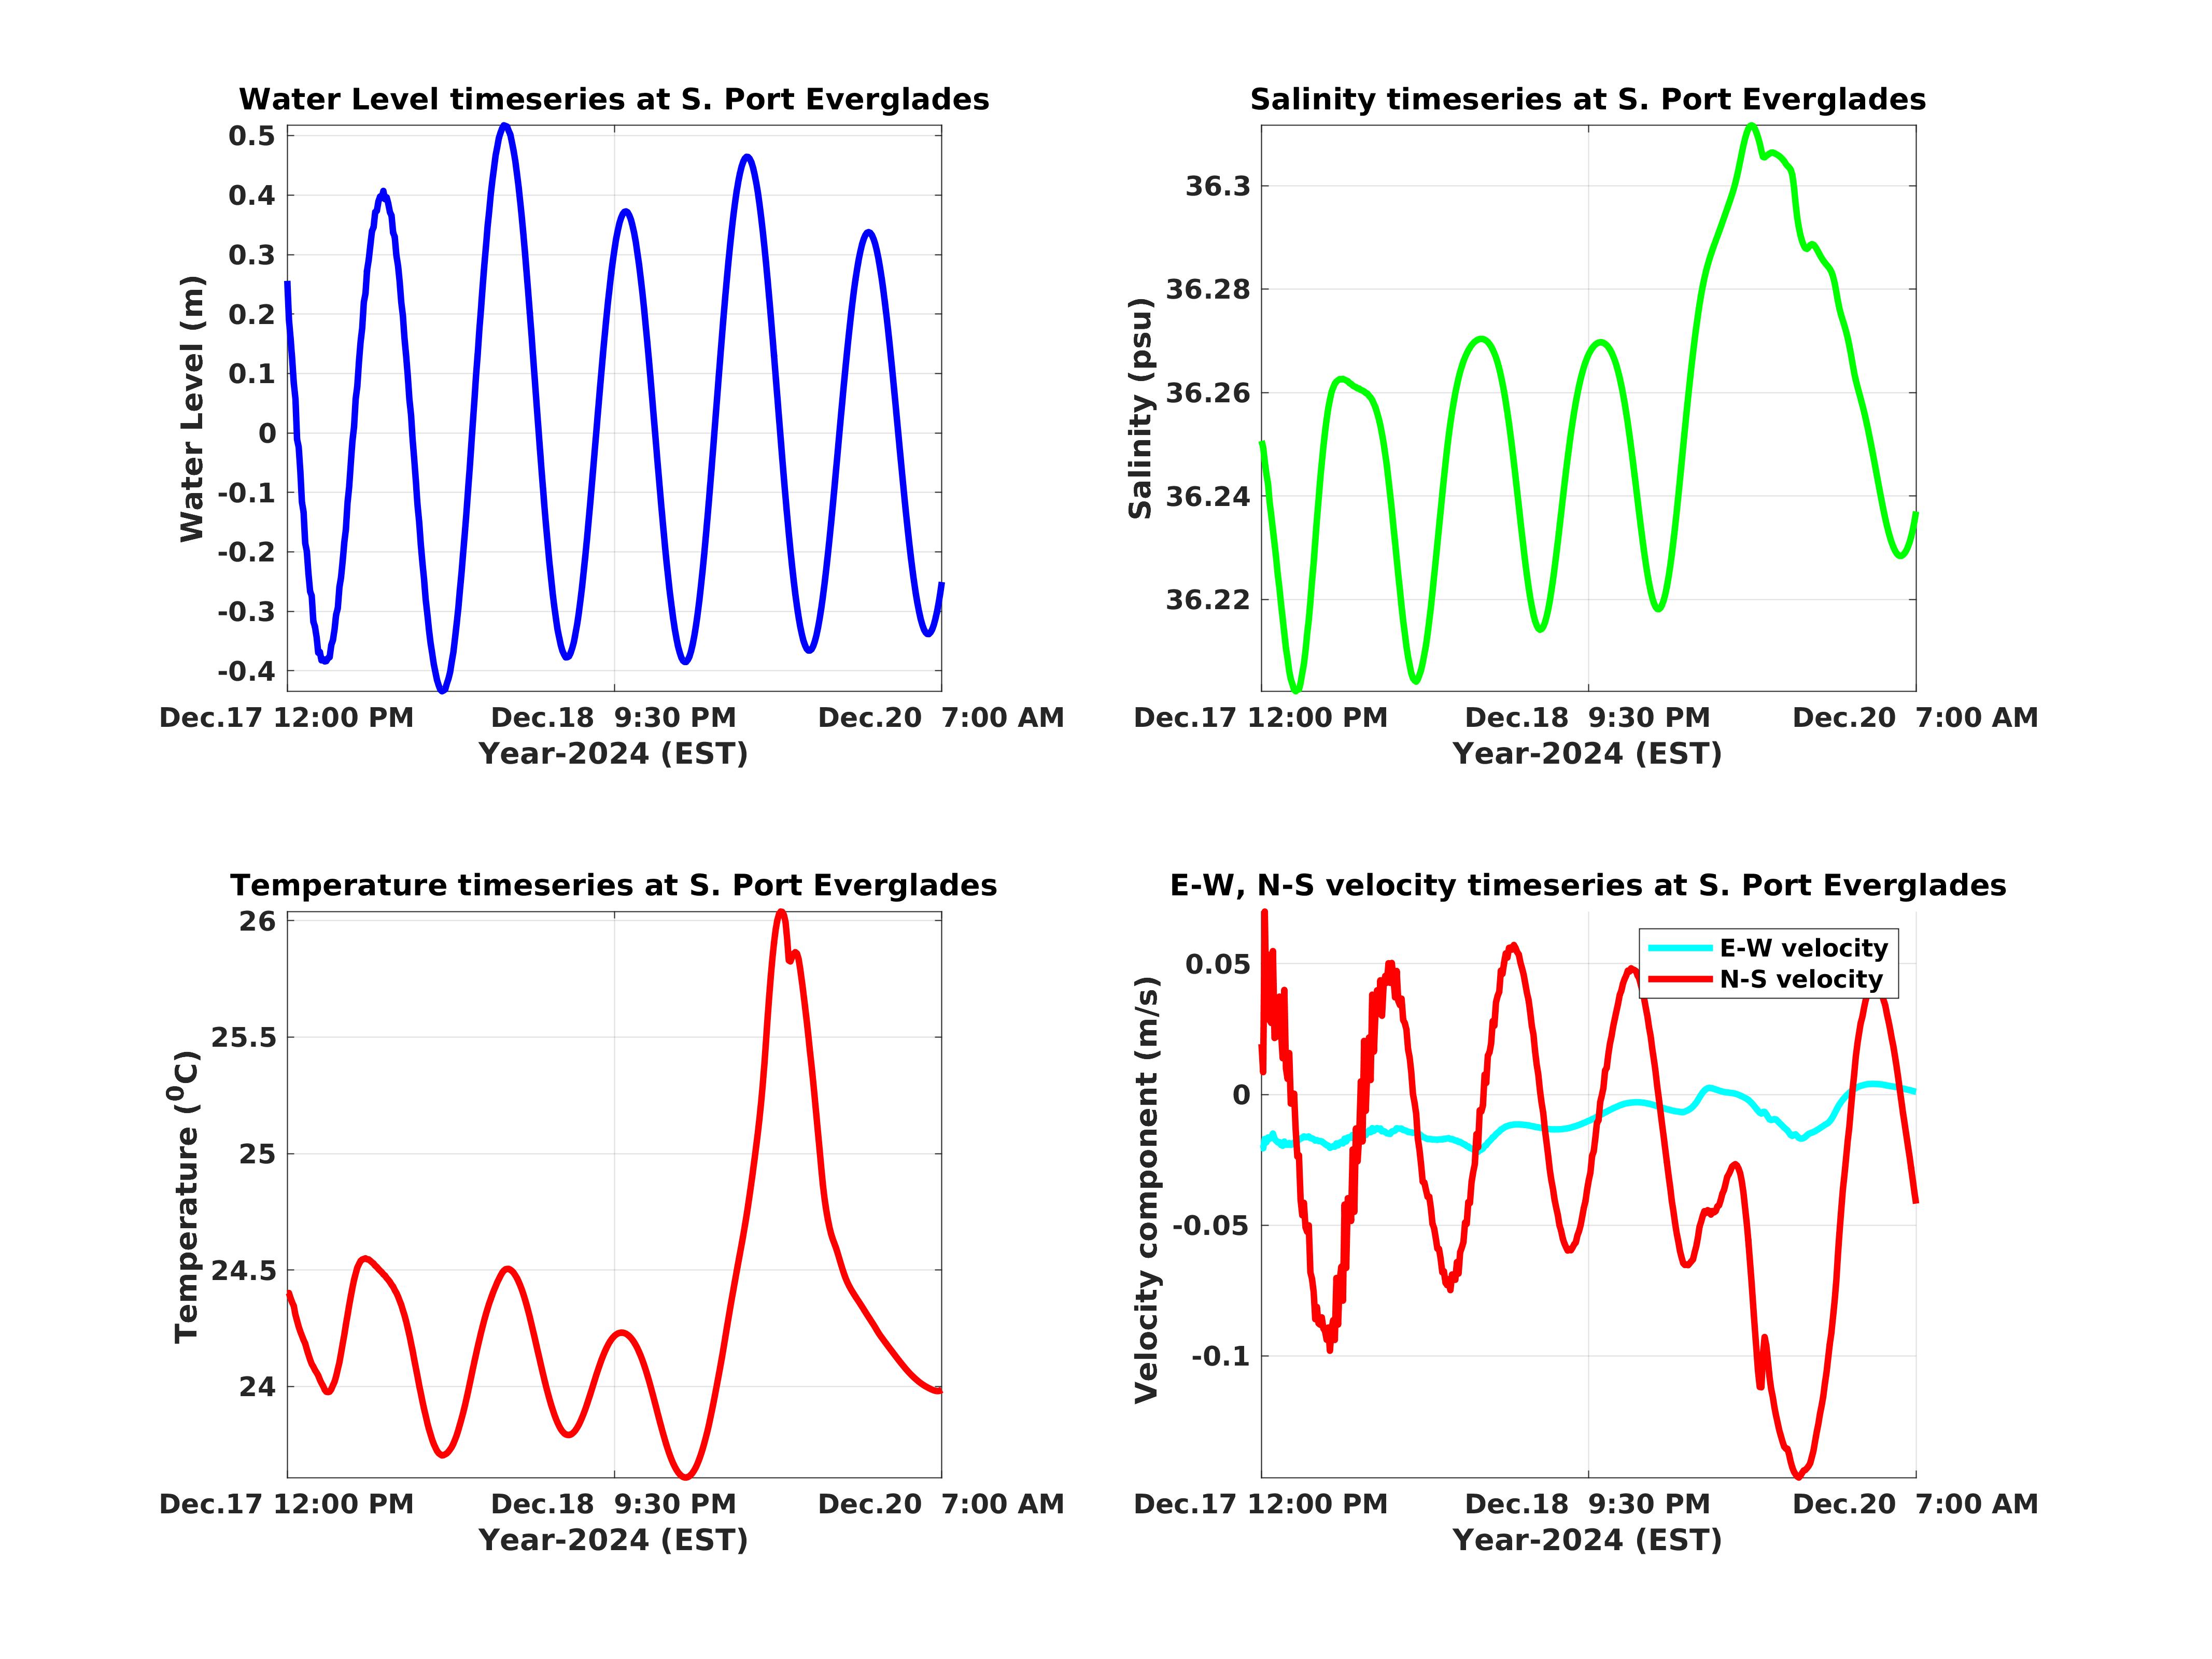 Water Level timeseries at S. Port Everglades
0.5
0.4
0.3
0.2
0.1
0
-0.1
-0.2
-0.3
-0.4
Water Level (m)
Dec.17 12:00 PM Dec.18 9:30 PM Dec.20 7:00 AM
Year-2024 (EST)
Salinity timeseries at S. Port Everglades
36.3
36.28
36.26
36.24
36.22
Salinity (psu)
Dec.17 12:00 PM Dec.18 9:30 PM Dec.20 7:00 AM
Year-2024 (EST)
Temperature timeseries at S. Port Everglades
26
25.5
25
24.5
24
Temperature (⁰C)
Dec.17 12:00 PM Dec.18 9:30 PM Dec.20 7:00 AM
Year-2024 (EST)
E-W, N-S velocity timeseries at S. Port Everglades
E-W velocity
N-S velocity
0.05
0
-0.05
-0.1
Velocity component (m/s)
Dec.17 12:00 PM Dec.18 9:30 PM Dec.20 7:00 AM
Year-2024 (EST)